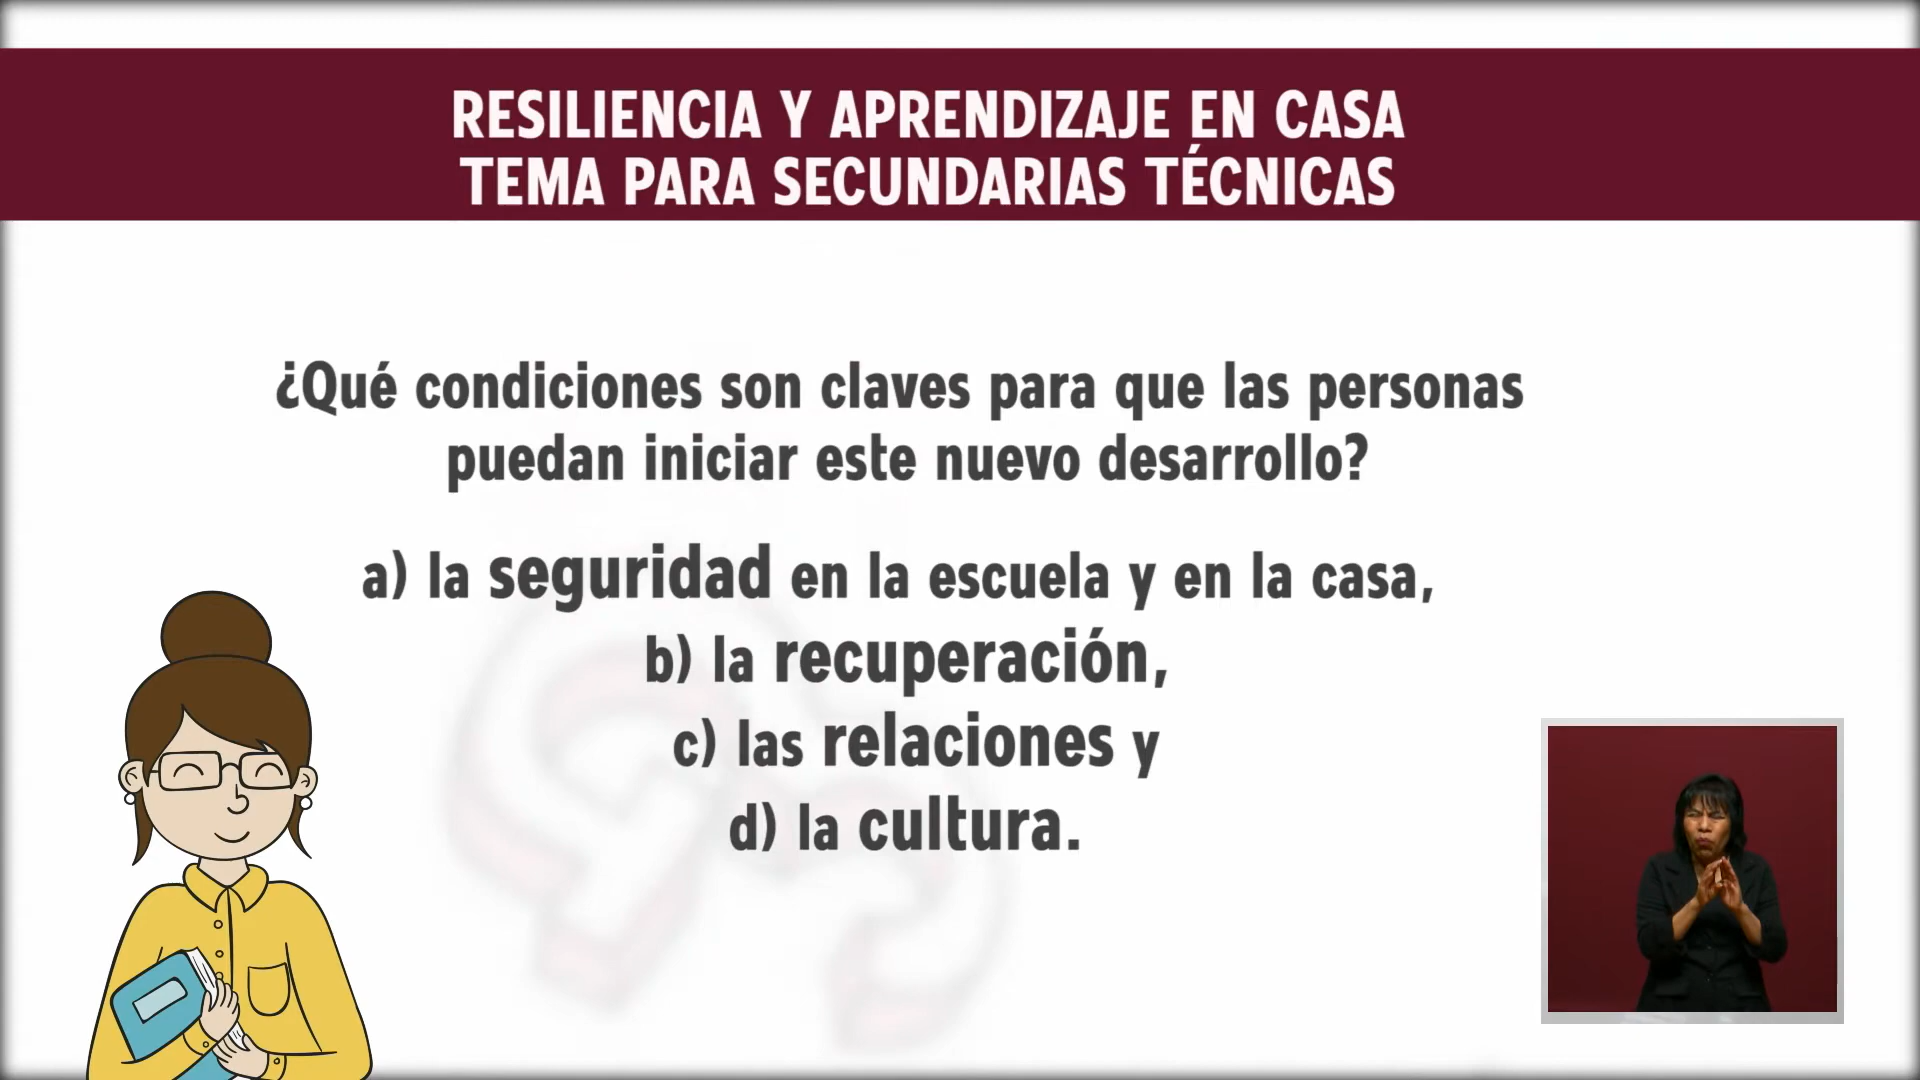 RESILIENCIA Y APRENDIZAJE EN CASA
TEMA PARA SECUNDARIAS TÉCNICAS
¿Qué condiciones son claves para que las personas
puedan iniciar este nuevo desarrollo?
a) la seguridad en la escuela y en la casa,
b) la recuperación,
c) las relaciones y
d) la cultura.